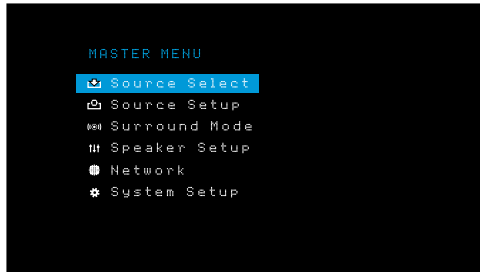 MASTER MENU
Source Select
Source Setup
Surround Mode
Speaker Setup
Network
System Setup